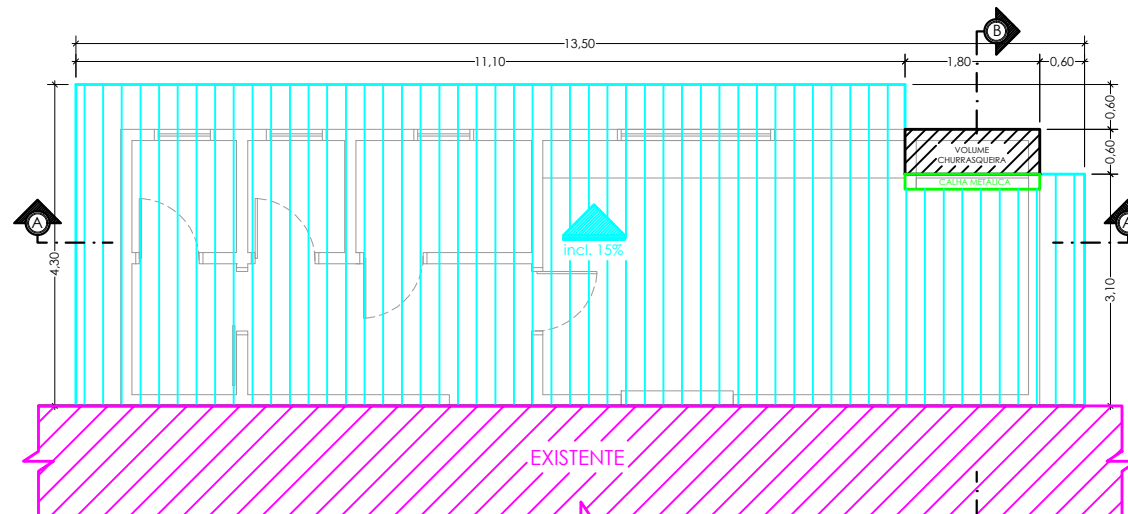 B
13,50
11,10
1,80
0,60
0,60
0,60
VOLUME
CHURRASQUEIRA
CALHA METÁLICA
A
A
incl. 15%
4,30
3,10
EXISTENTE